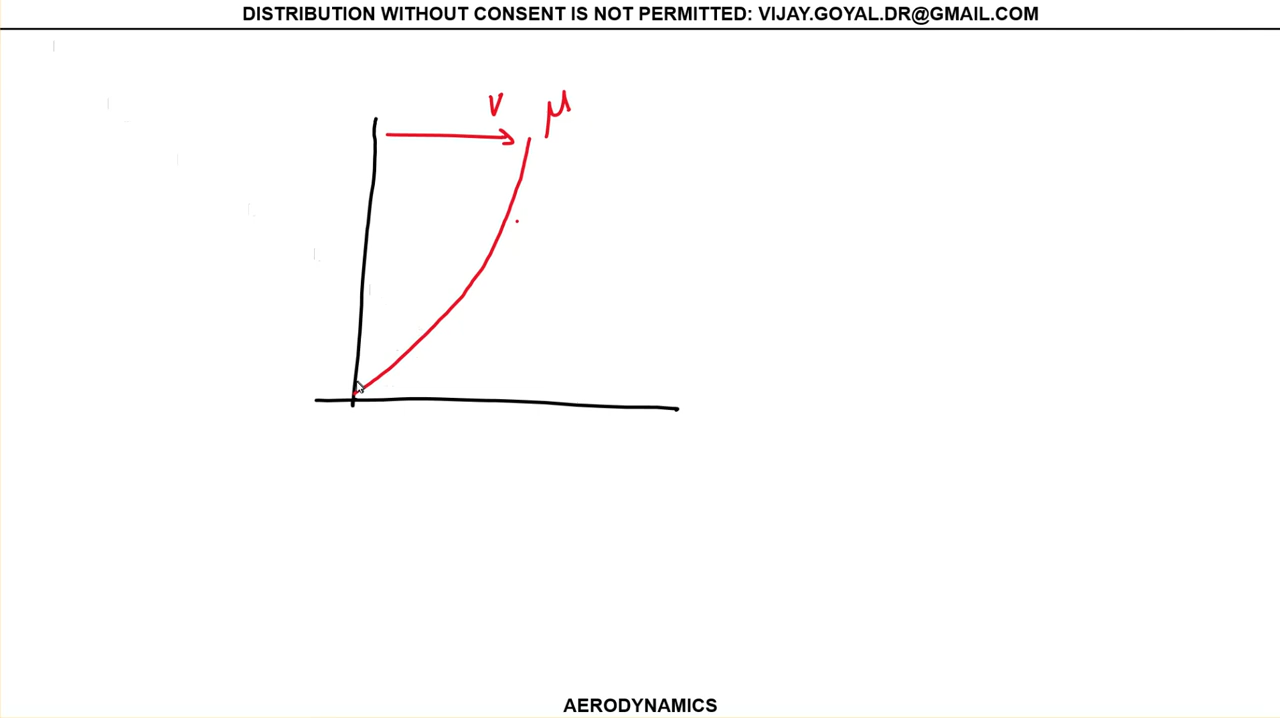 DISTRIBUTION WITHOUT CONSENT IS NOT PERMITTED: VIJAY.GOYAL.DR@GMAIL.COM
V μ
AERODYNAMICS